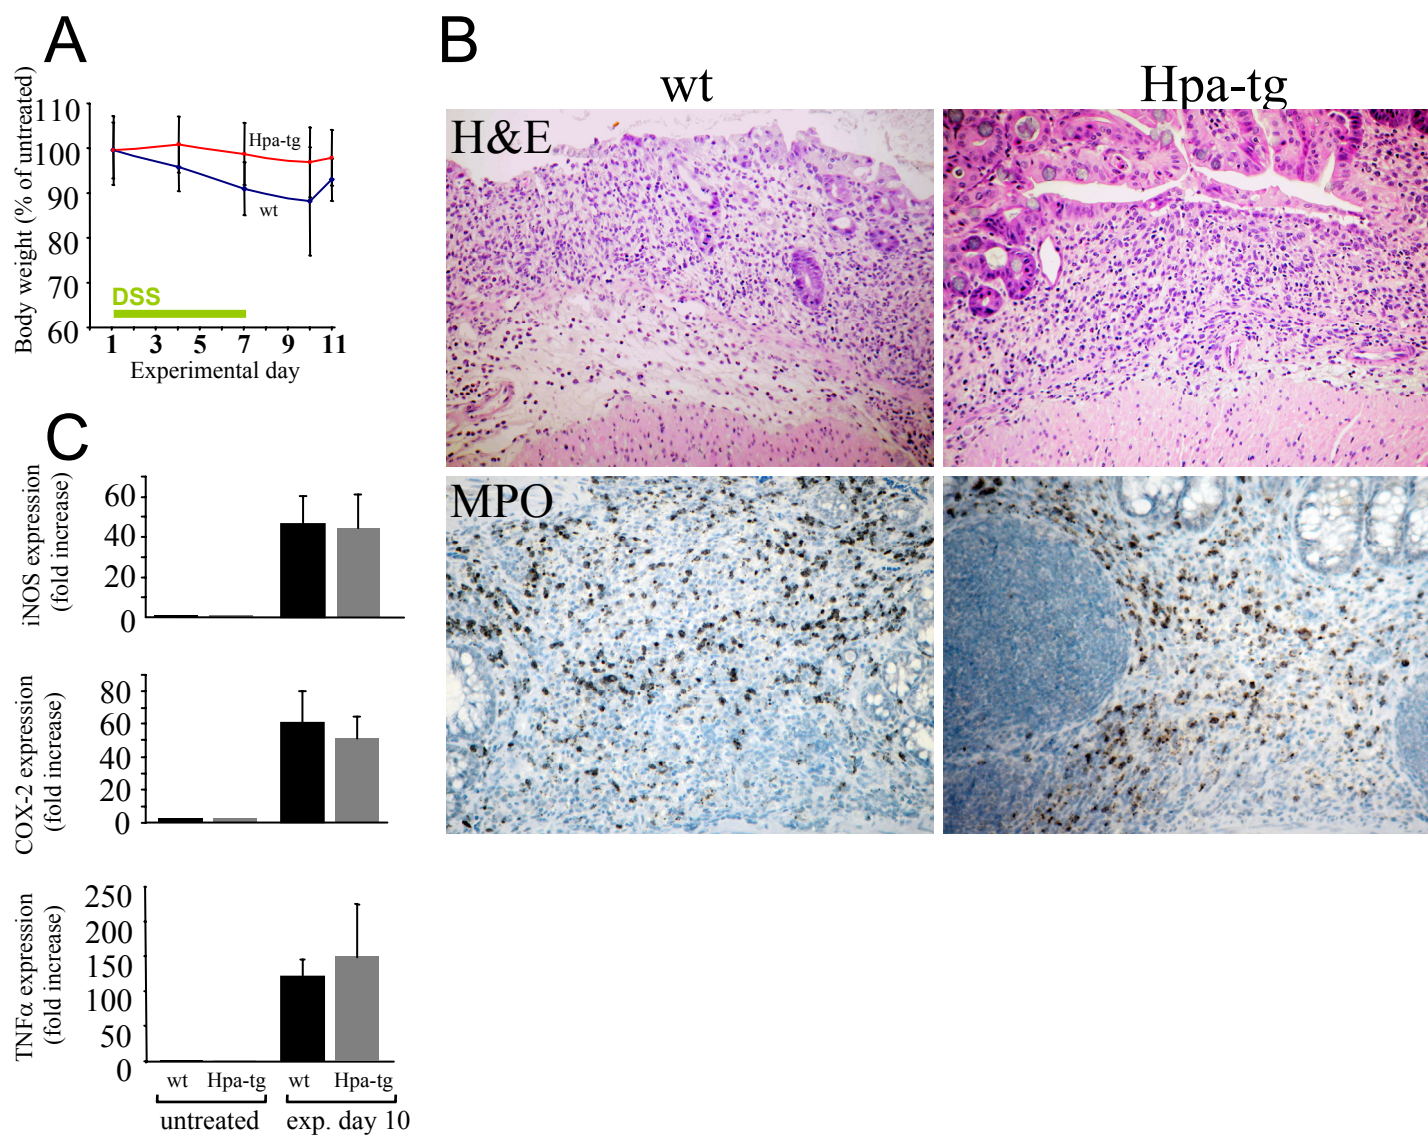 A
Body weight (% of untreated)
110
100
90
80
70
60
Hpa-tg
wt
DSS
1 3 5 7 9 11
Experimental day
B
wt Hpa-tg
H&E
MPO
C
iNOS expression
(fold increase)
60
40
20
0
COX-2 expression
(fold increase)
80
60
40
20
0
TNFα expression
(fold increase)
250
200
150
100
50
0
wt Hpa-tg wt Hpa-tg
untreated exp. day 10